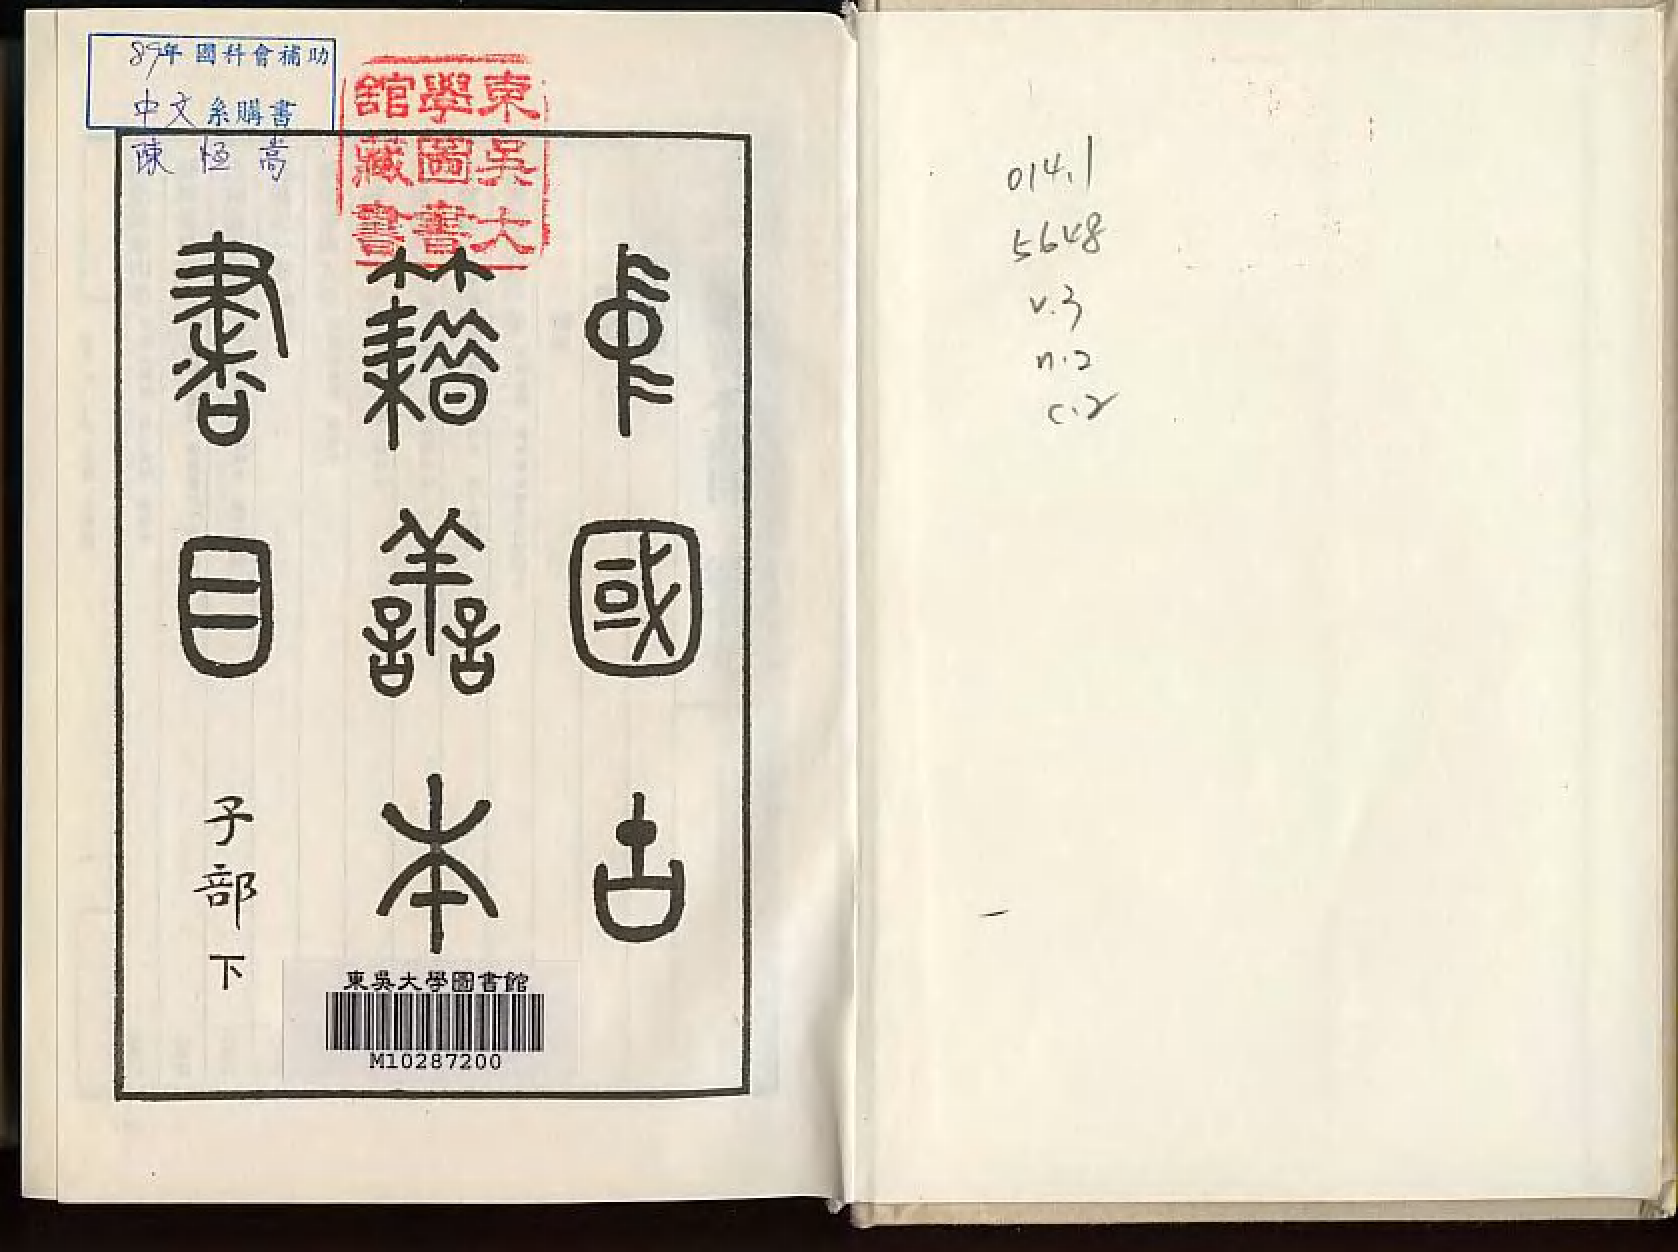 89年國科會補助
中文系購書
陳恆嵩
東吳大
學圖書
館藏書
中國古
籍善本
書目
子部下
東吳大學圖書館
M10287200
014.1
5648
v.3
n.2
c.2